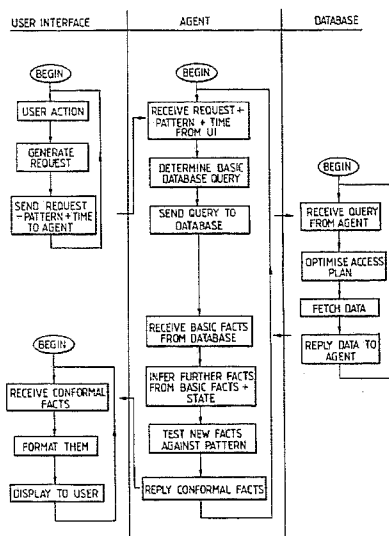 USER INTERFACE
AGENT
DATABASE
BEGIN
USER ACTION
GENERATE
REQUEST
SEND REQUEST
-PATTERN+TIME
TO AGENT
BEGIN
RECEIVE CONFORMAL
FACTS
FORMAT THEM
DISPLAY TO USER
BEGIN
RECEIVE REQUEST+
PATTERN + TIME
FROM UI
DETERMINE BASIC
DATABASE QUERY
SEND QUERY TO
DATABASE
RECEIVE BASIC FACTS
FROM DATABASE
INFER FURTHER FACTS
FROM BASIC FACTS +
STATE
TEST NEW FACTS
AGAINST PATTERN
REPLY CONFORMAL FACTS
BEGIN
RECEIVE QUERY
FROM AGENT
OPTIMISE ACCESS
PLAN
FETCH DATA
REPLY DATA TO
AGENT